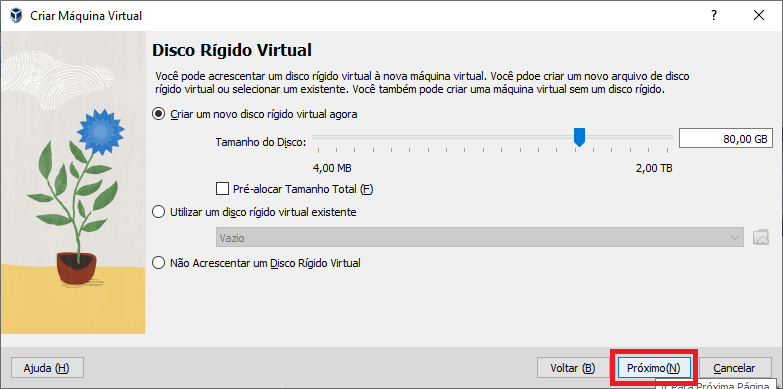 Criar Máquina Virtual
Disco Rígido Virtual
Você pode acrescentar um disco rígido virtual à nova máquina virtual. Você pdoe criar um novo arquivo de disco
rígido virtual ou selecionar um existente. Você também pode criar uma máquina virtual sem um disco rígido.
Criar um novo disco rígido virtual agora
Tamanho do Disco:
80,00 GB
4,00 MB
2,00 TB
Pré-alocar Tamanho Total (F)
Utilizar um disco rígido virtual existente
Vazio
Não Acrescentar um Disco Rígido Virtual
Ajuda (H)
Voltar (B)
Próximo(N)
Cancelar
Ir Para Próxima Página